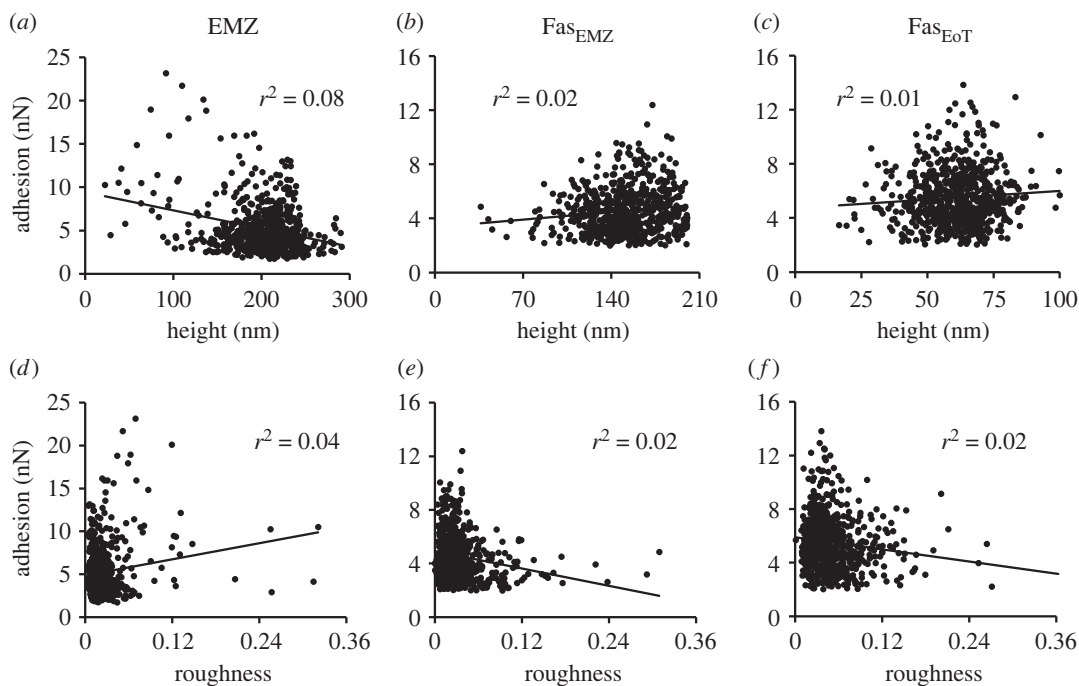 (a) EMZ
25
20
15
10
5
0
adhesion (nN)
r² = 0.08
0 100 200 300
height (nm)
(b) Fas_EMZ
16
12
8
4
0
r² = 0.02
0 70 140 210
height (nm)
(c) Fas_EoT
16
12
8
4
0
r² = 0.01
0 25 50 75 100
height (nm)
(d)
25
20
15
10
5
0
adhesion (nN)
r² = 0.04
0 0.12 0.24 0.36
roughness
(e)
16
12
8
4
0
r² = 0.02
0 0.12 0.24 0.36
roughness
(f)
16
12
8
4
0
r² = 0.02
0 0.12 0.24 0.36
roughness